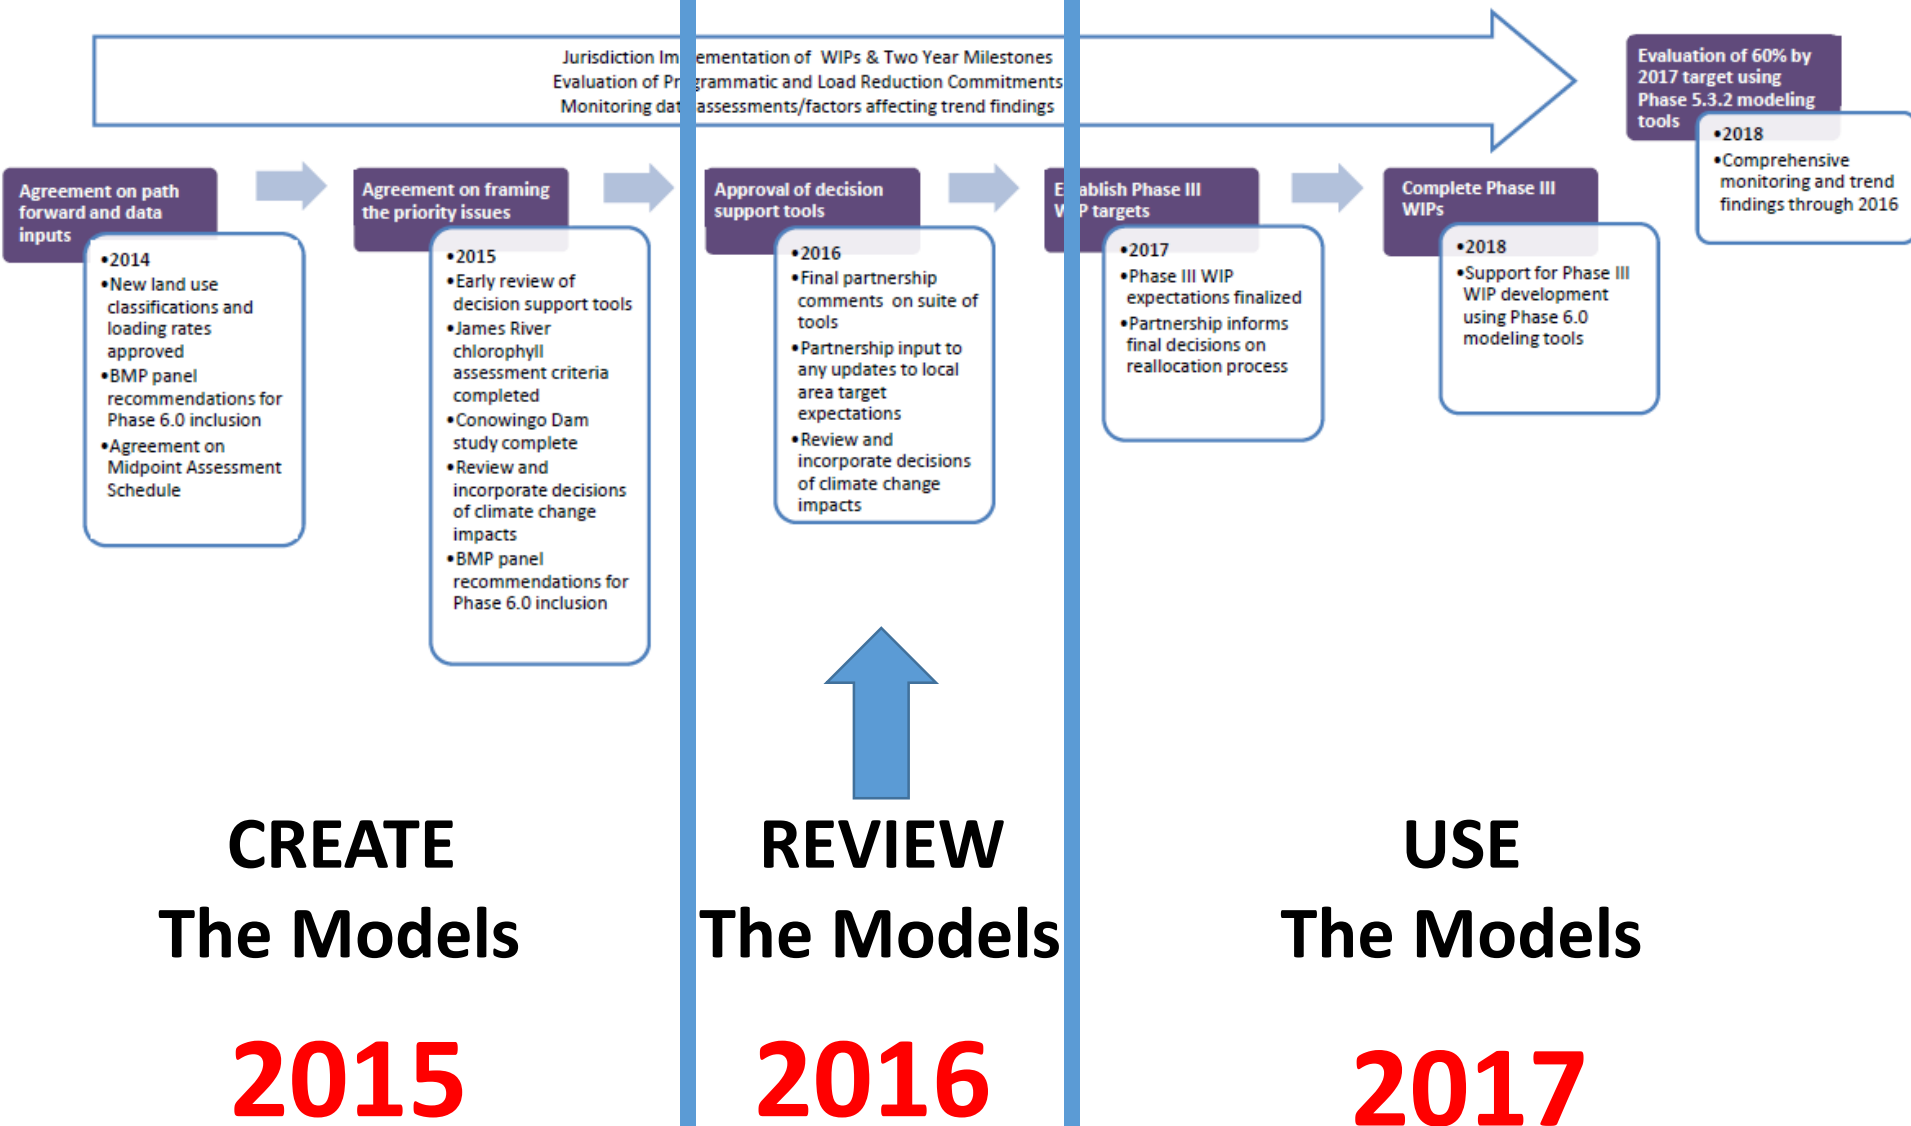 Jurisdiction Implementation of WIPs & Two Year Milestones
Evaluation of Programmatic and Load Reduction Commitments
Monitoring data assessments/factors affecting trend findings
Evaluation of 60% by
2017 target using
Phase 5.3.2 modeling
tools
•2018
•Comprehensive
monitoring and trend
findings through 2016
Agreement on path
forward and data
inputs
•2014
•New land use
classifications and
loading rates
approved
•BMP panel
recommendations for
Phase 6.0 inclusion
•Agreement on
Midpoint Assessment
Schedule
Agreement on framing
the priority issues
•2015
•Early review of
decision support tools
•James River
chlorophyll
assessment criteria
completed
•Conowingo Dam
study complete
•Review and
incorporate decisions
of climate change
impacts
•BMP panel
recommendations for
Phase 6.0 inclusion
Approval of decision
support tools
•2016
•Final partnership
comments on suite of
tools
•Partnership input to
any updates to local
area target
expectations
•Review and
incorporate decisions
of climate change
impacts
Establish Phase III
WIP targets
•2017
•Phase III WIP
expectations finalized
•Partnership informs
final decisions on
reallocation process
Complete Phase III
WIPs
•2018
•Support for Phase III
WIP development
using Phase 6.0
modeling tools
CREATE
The Models
2015
REVIEW
The Models
2016
USE
The Models
2017